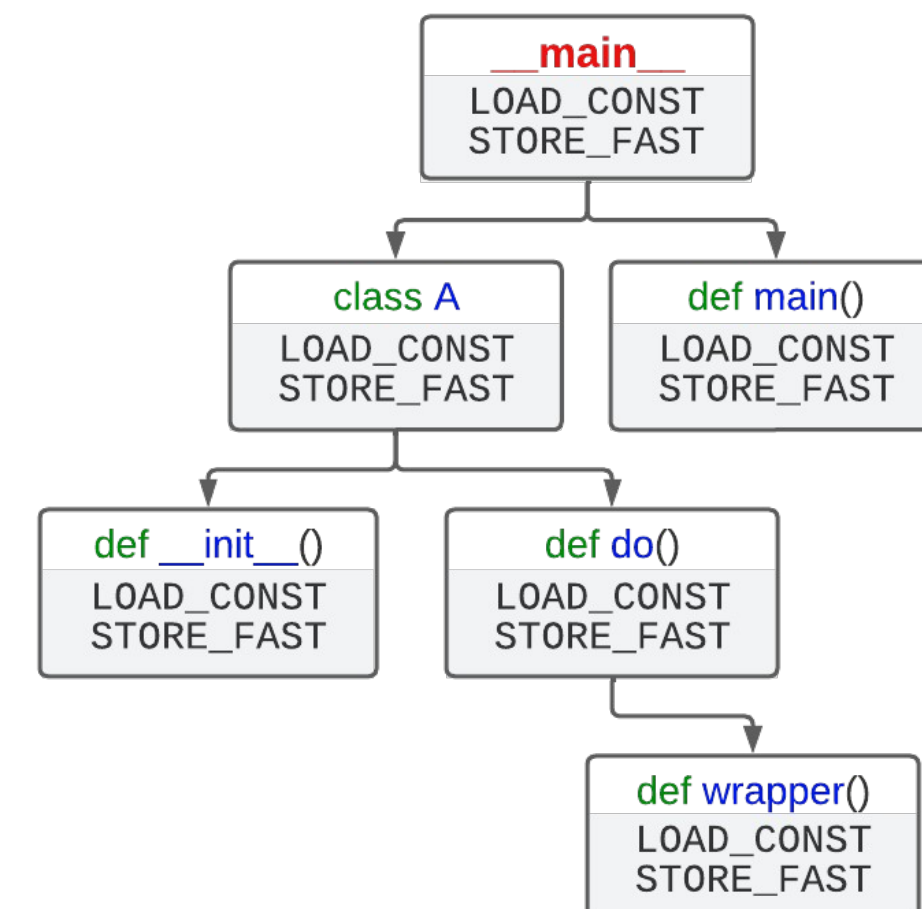 __main__
LOAD_CONST
STORE_FAST
class A
LOAD_CONST
STORE_FAST
def main()
LOAD_CONST
STORE_FAST
def __init__()
LOAD_CONST
STORE_FAST
def do()
LOAD_CONST
STORE_FAST
def wrapper()
LOAD_CONST
STORE_FAST